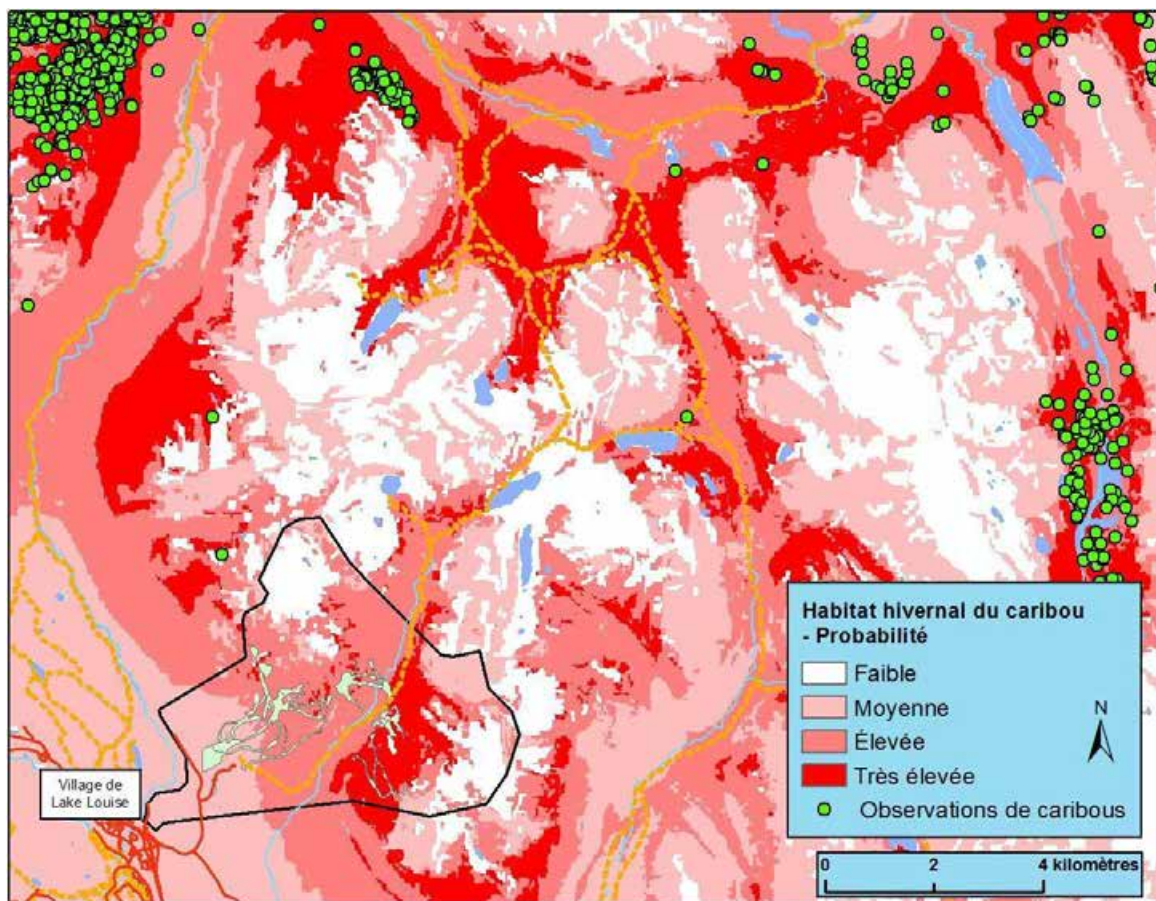 Habitat hivernal du caribou
- Probabilité
Faible
Moyenne
Élevée
Très élevée
Observations de caribous
N
Village de
Lake Louise
0 2 4 kilomètres